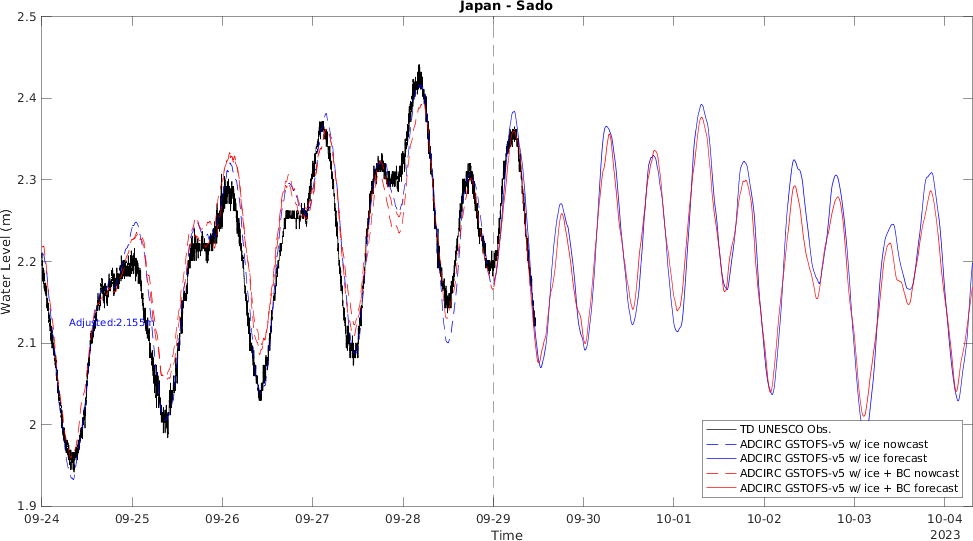 Japan - Sado
2.5
2.4
2.3
2.2
2.1
2
1.9
Water Level (m)
Adjusted:2.155m
TD UNESCO Obs.
ADCIRC GSTOFS-v5 w/ ice nowcast
ADCIRC GSTOFS-v5 w/ ice forecast
ADCIRC GSTOFS-v5 w/ ice + BC nowcast
ADCIRC GSTOFS-v5 w/ ice + BC forecast
09-24 09-25 09-26 09-27 09-28 09-29 09-30 10-01 10-02 10-03 10-04
Time
2023